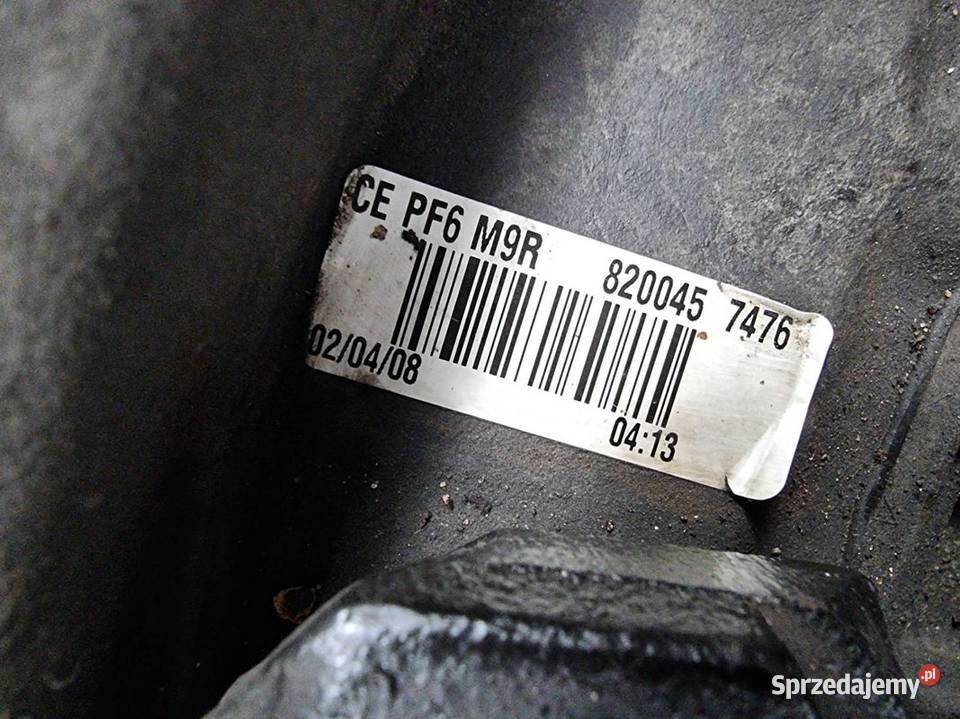 CE PF6 M9R 820045 7476
02/04/08 04:13
Sprzedajemy.pl